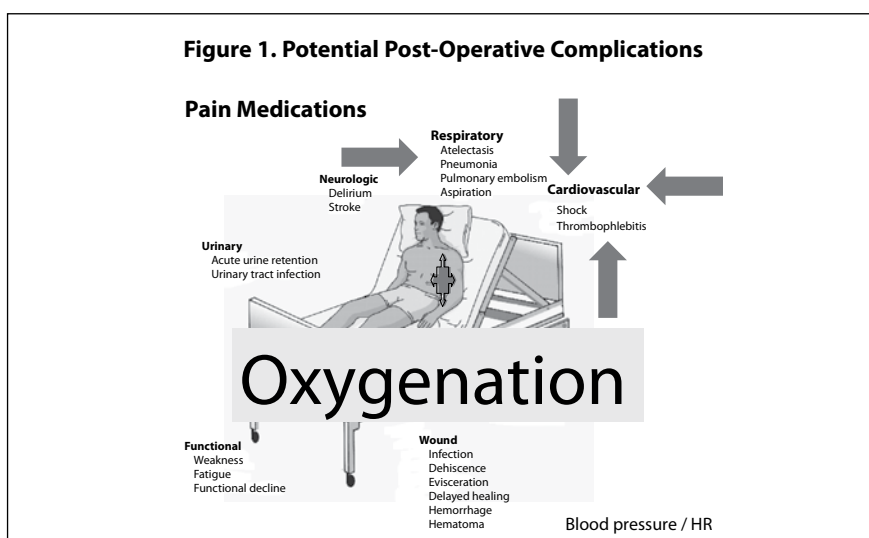 Figure 1. Potential Post-Operative Complications
Pain Medications
Respiratory
Atelectasis
Pneumonia
Pulmonary embolism
Aspiration
Neurologic
Delirium
Stroke
Cardiovascular
Shock
Thrombophlebitis
Urinary
Acute urine retention
Urinary tract infection
Oxygenation
Functional
Weakness
Fatigue
Functional decline
Wound
Infection
Dehiscence
Evisceration
Delayed healing
Hemorrhage
Hematoma
Blood pressure / HR